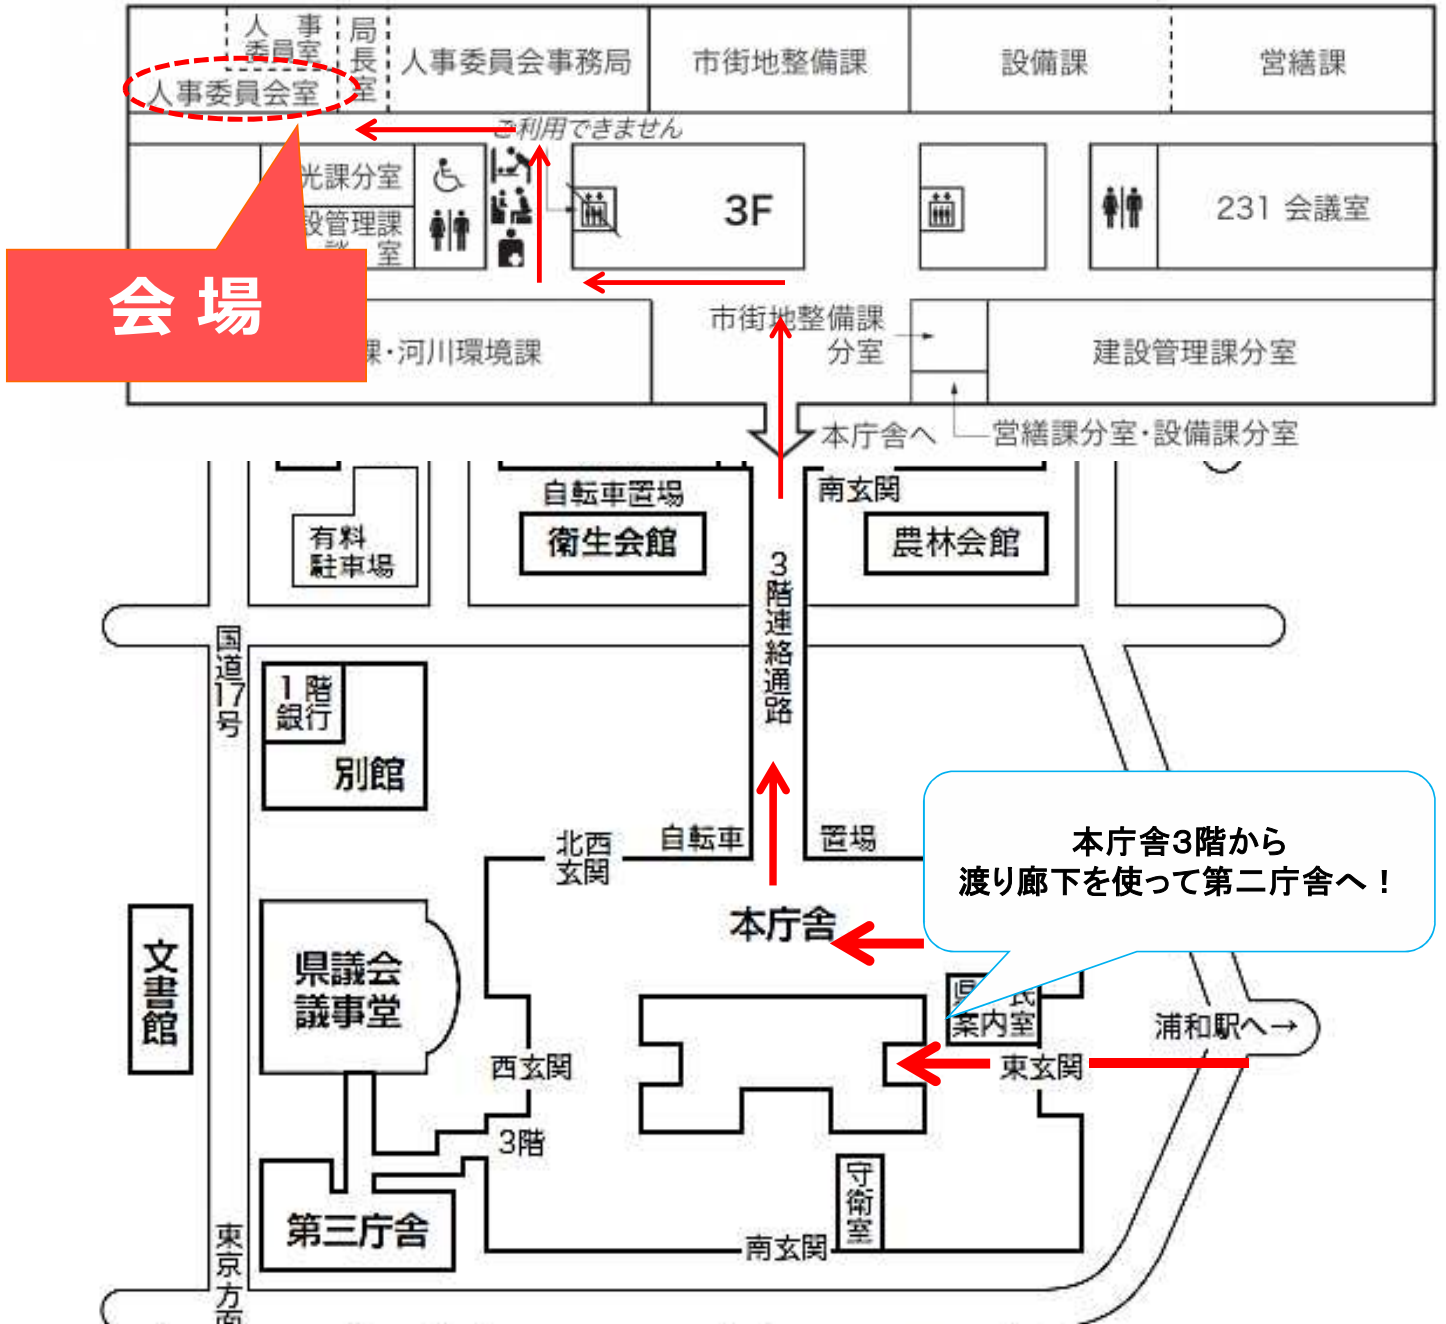 人事
委員室
局長室
人事委員会室
人事委員会事務局
市街地整備課
設備課
営繕課
ご利用できません
光課分室
設管理課
室
3F
231 会議室
会場
課・河川環境課
市街地整備課
分室
建設管理課分室
本庁舎へ
営繕課分室・設備課分室
自転車置場
南玄関
衛生会館
農林会館
有料
駐車場
3階連絡通路
国道17号
1階
銀行
別館
北西
玄関
自転車
置場
本庁舎3階から
渡り廊下を使って第二庁舎へ！
本庁舎
文書館
県議会
議事堂
県民
案内室
浦和駅へ→
西玄関
東玄関
3階
守衛室
第三庁舎
南玄関
東京方面